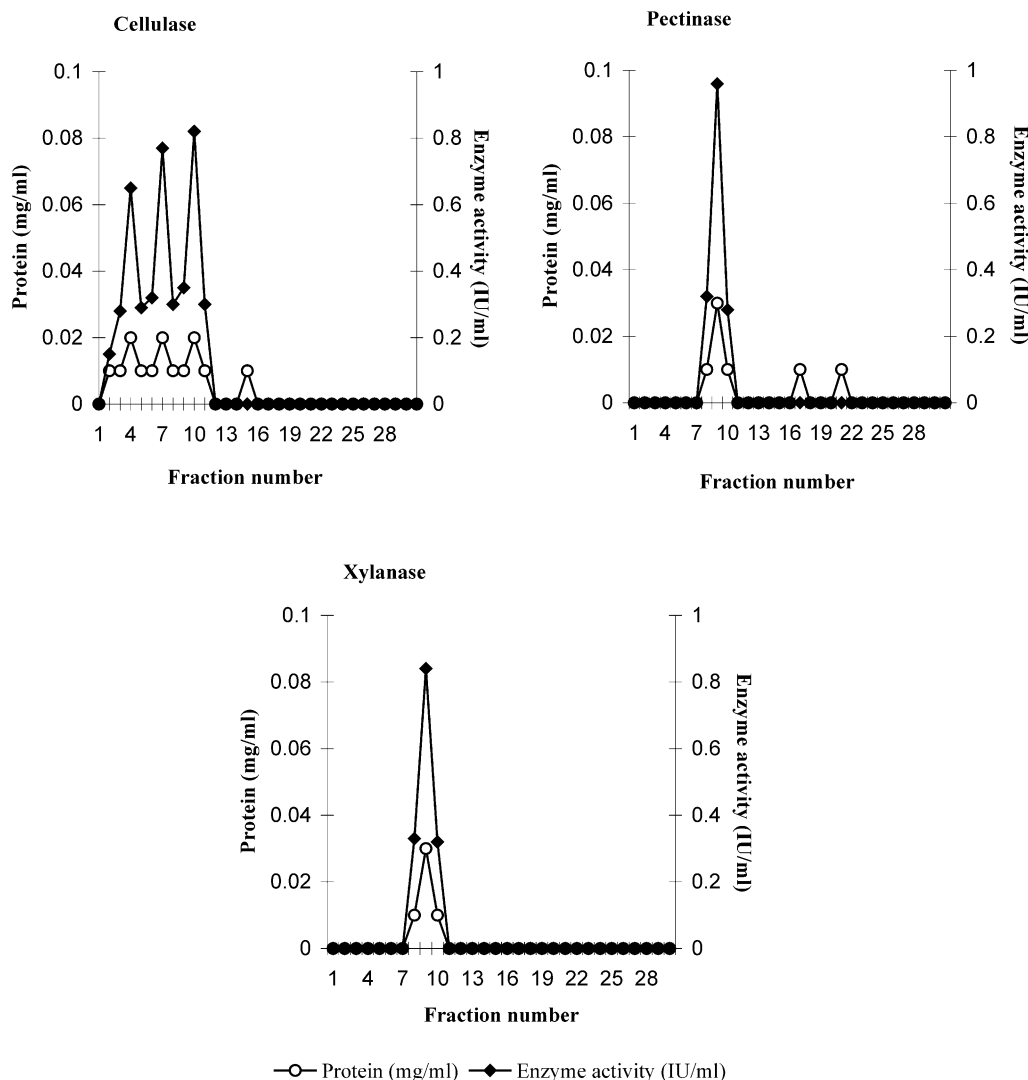 Cellulase
0.1
0.08
0.06
0.04
0.02
0
Protein (mg/ml)
1
0.8
0.6
0.4
0.2
0
Enzyme activity (IU/ml)
1 4 7 10 13 16 19 22 25 28
Fraction number
Pectinase
0.1
0.08
0.06
0.04
0.02
0
Protein (mg/ml)
1
0.8
0.6
0.4
0.2
0
Enzyme activity (IU/ml)
1 4 7 10 13 16 19 22 25 28
Fraction number
Xylanase
0.1
0.08
0.06
0.04
0.02
0
Protein (mg/ml)
1
0.8
0.6
0.4
0.2
0
Enzyme activity (IU/ml)
1 4 7 10 13 16 19 22 25 28
Fraction number
Protein (mg/ml) Enzyme activity (IU/ml)